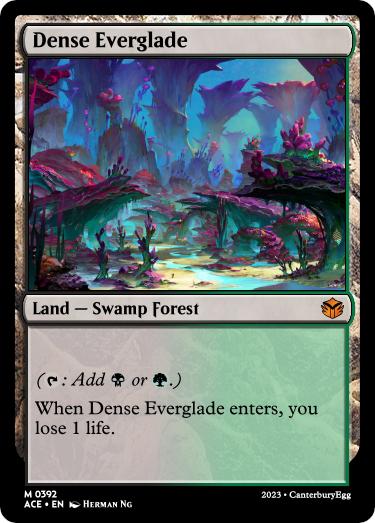 Dense Everglade
Land — Swamp Forest
(: Add or .)
When Dense Everglade enters, you
lose 1 life.
M 0392
ACE • EN Herman Ng
2023 • CanterburyEgg